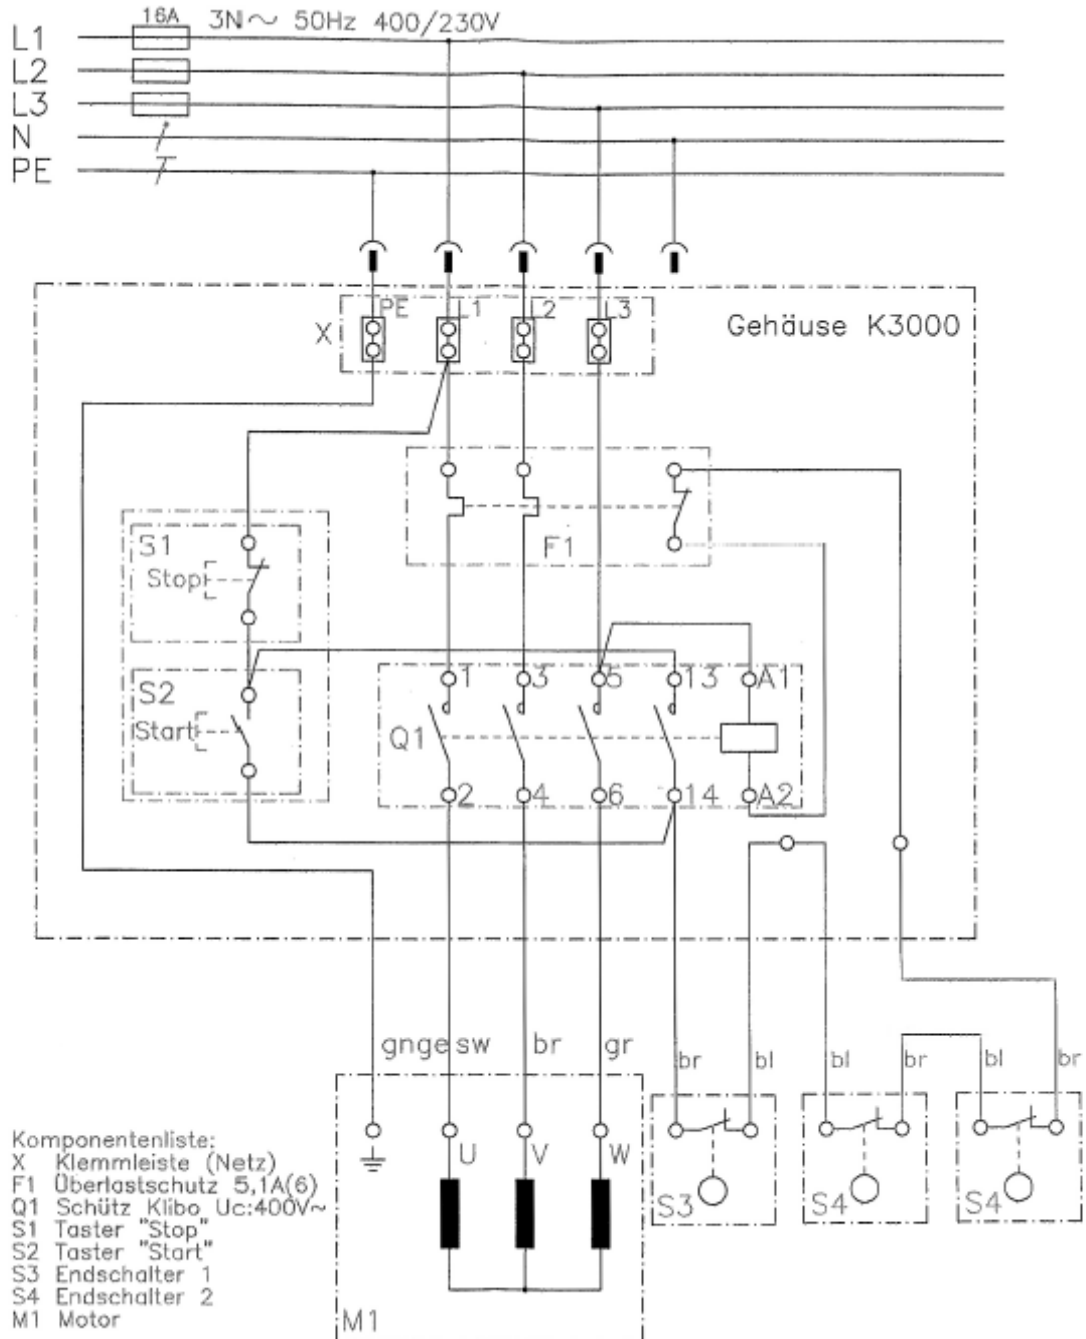 16A 3N~ 50Hz 400/230V
L1
L2
L3
N
PE
PE L1 L2 L3
X
Gehäuse K3000
F1
S1
Stop
S2
Start
Q1
1 3 5 13 A1
2 4 6 14 A2
gnge sw br gr
br bl bl br bl br
U V W
S3 S4 S4
M1
Komponentenliste:
X Klemmleiste (Netz)
F1 Überlastschutz 5,1A(6)
Q1 Schütz Klibo Uc:400V~
S1 Taster "Stop"
S2 Taster "Start"
S3 Endschalter 1
S4 Endschalter 2
M1 Motor